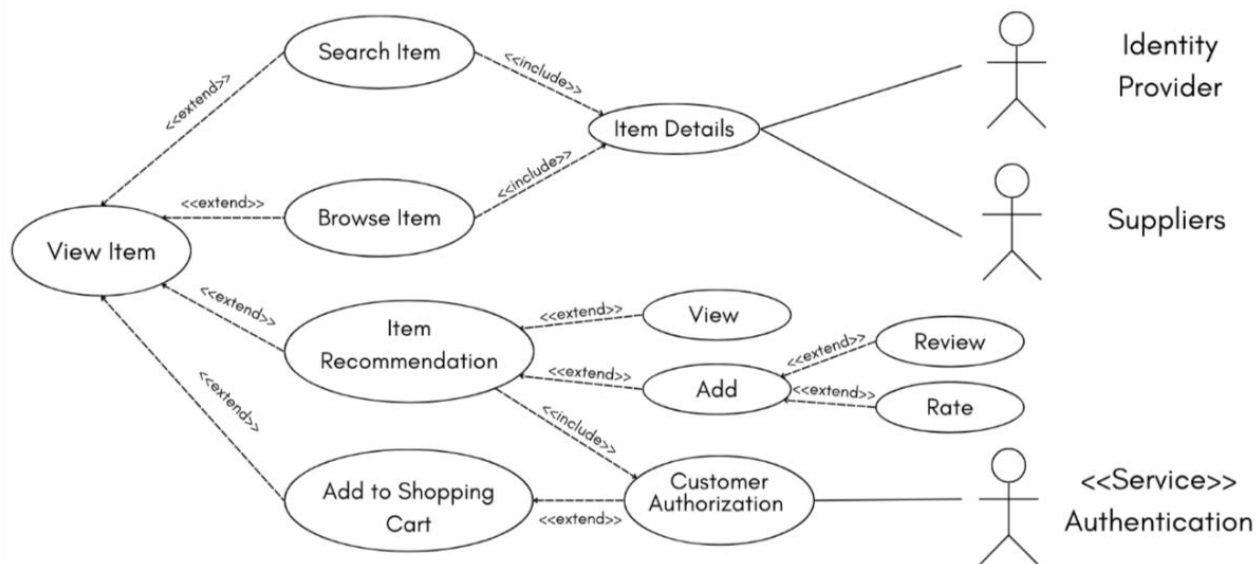 Search Item
<<include>>
Identity
Provider
<<extend>>
Item Details
<<include>>
<<extend>>
Browse Item
Suppliers
View Item
<<extend>>
Item
Recommendation
<<extend>>
View
<<extend>>
Review
<<extend>>
Add
<<extend>>
Rate
<<extend>>
<<include>>
Add to Shopping
Cart
<<extend>>
Customer
Authorization
<<Service>>
Authentication